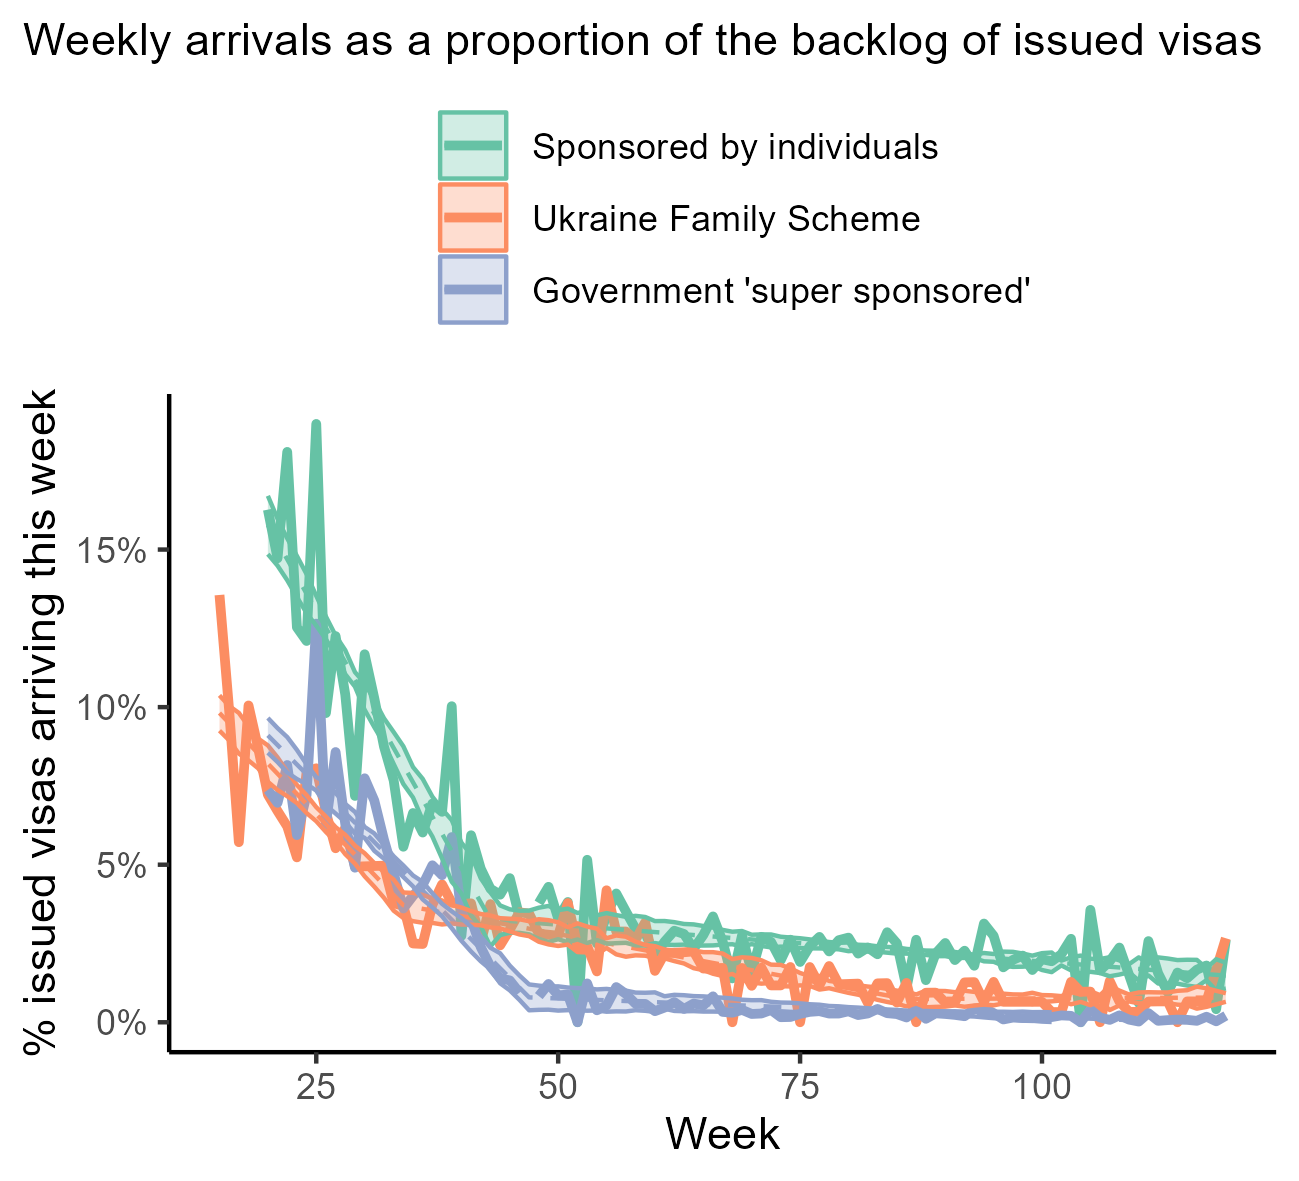 Weekly arrivals as a proportion of the backlog of issued visas
Sponsored by individuals
Ukraine Family Scheme
Government 'super sponsored'
% issued visas arriving this week
15%
10%
5%
0%
25 50 75 100
Week